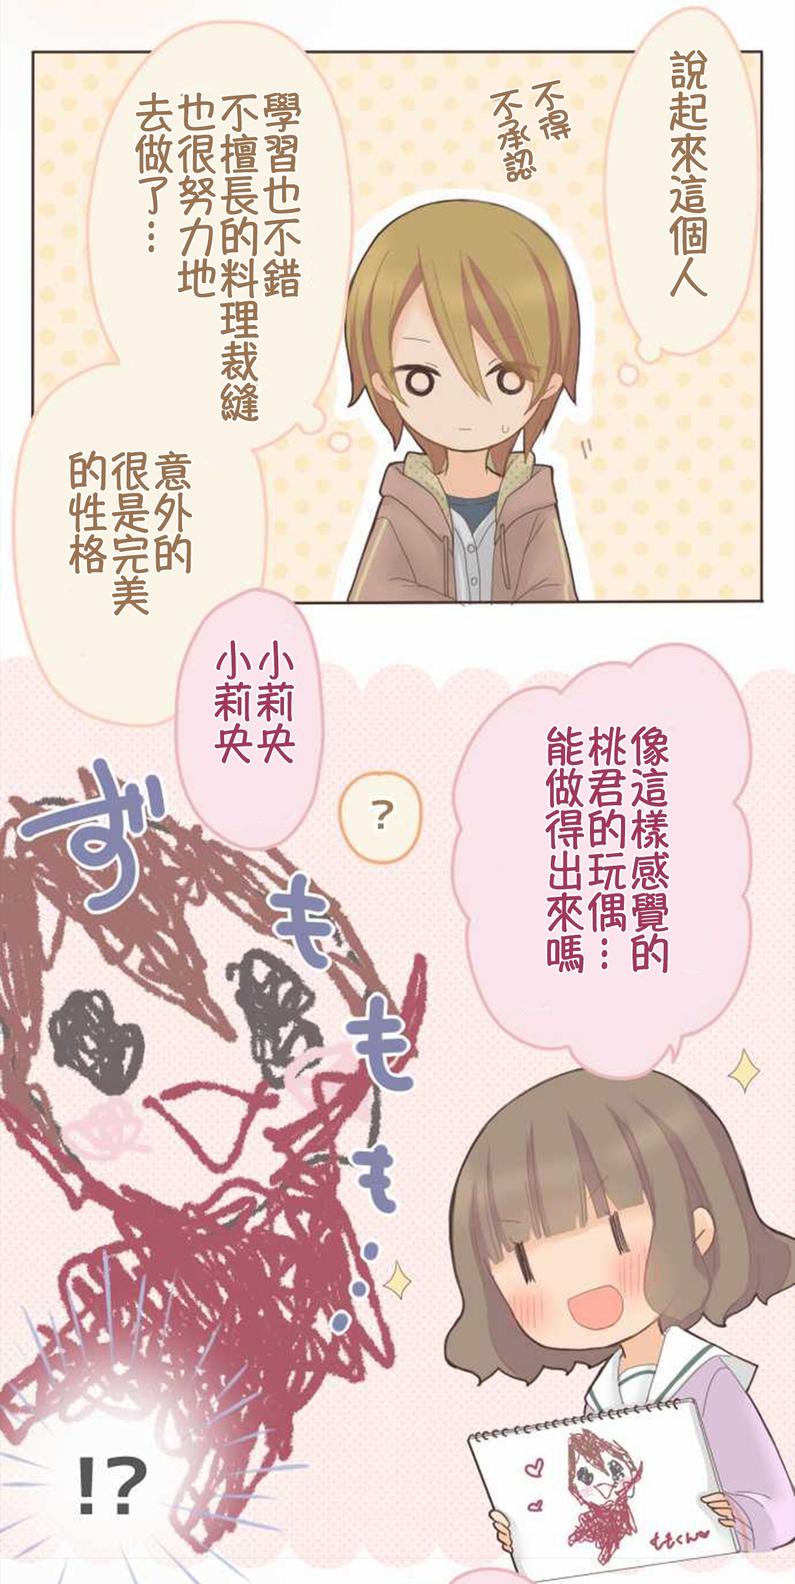 說起來這個人
不得
不承認
學習也不錯
不擅長的料理裁縫
也很努力地
去做了…
意外的
很是完美
的性格
像這樣感覺的
桃君的玩偶…
能做得出來嗎
小莉央
小莉央
?
ずももも…
!?
ももくん